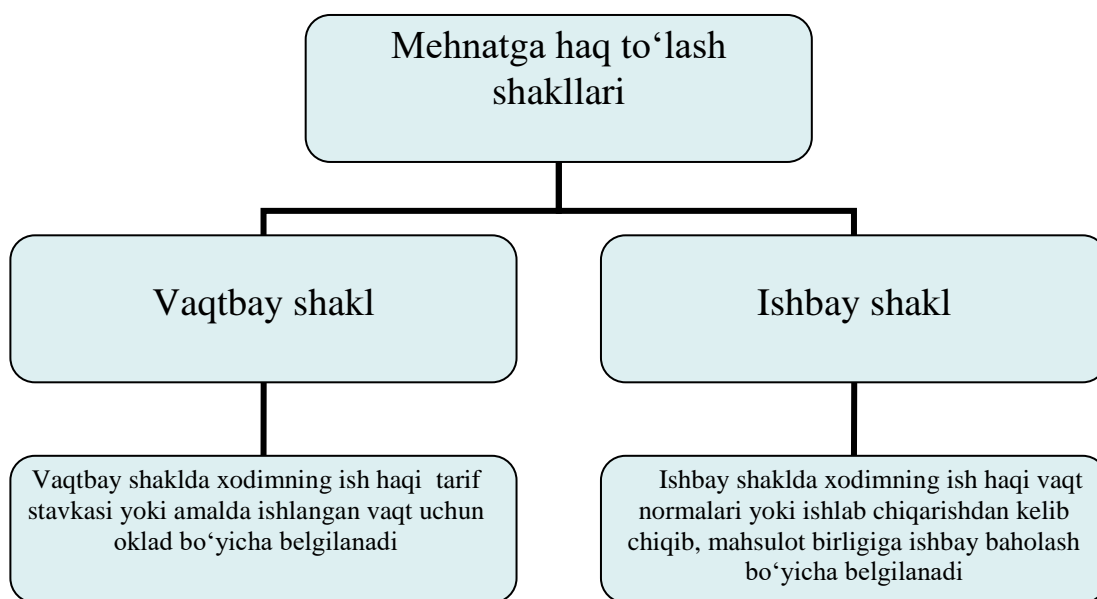 Mehnatga haq to‘lash
shakllari
Vaqtbay shakl
Ishbay shakl
Vaqtbay shaklda xodimning ish haqi tarif
stavkasi yoki amalda ishlangan vaqt uchun
oklad bo‘yicha belgilanadi
Ishbay shaklda xodimning ish haqi vaqt
normalari yoki ishlab chiqarishdan kelib
chiqib, mahsulot birligiga ishbay baholash
bo‘yicha belgilanadi